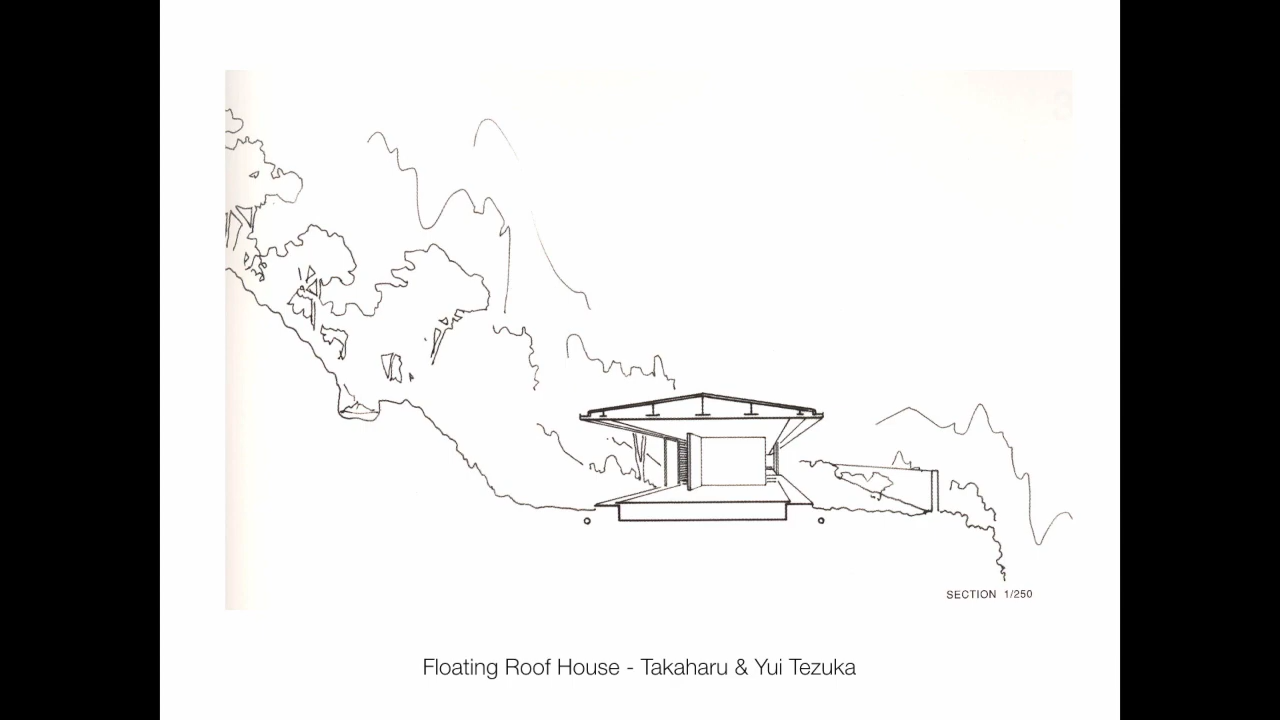 SECTION 1/250
Floating Roof House - Takaharu & Yui Tezuka